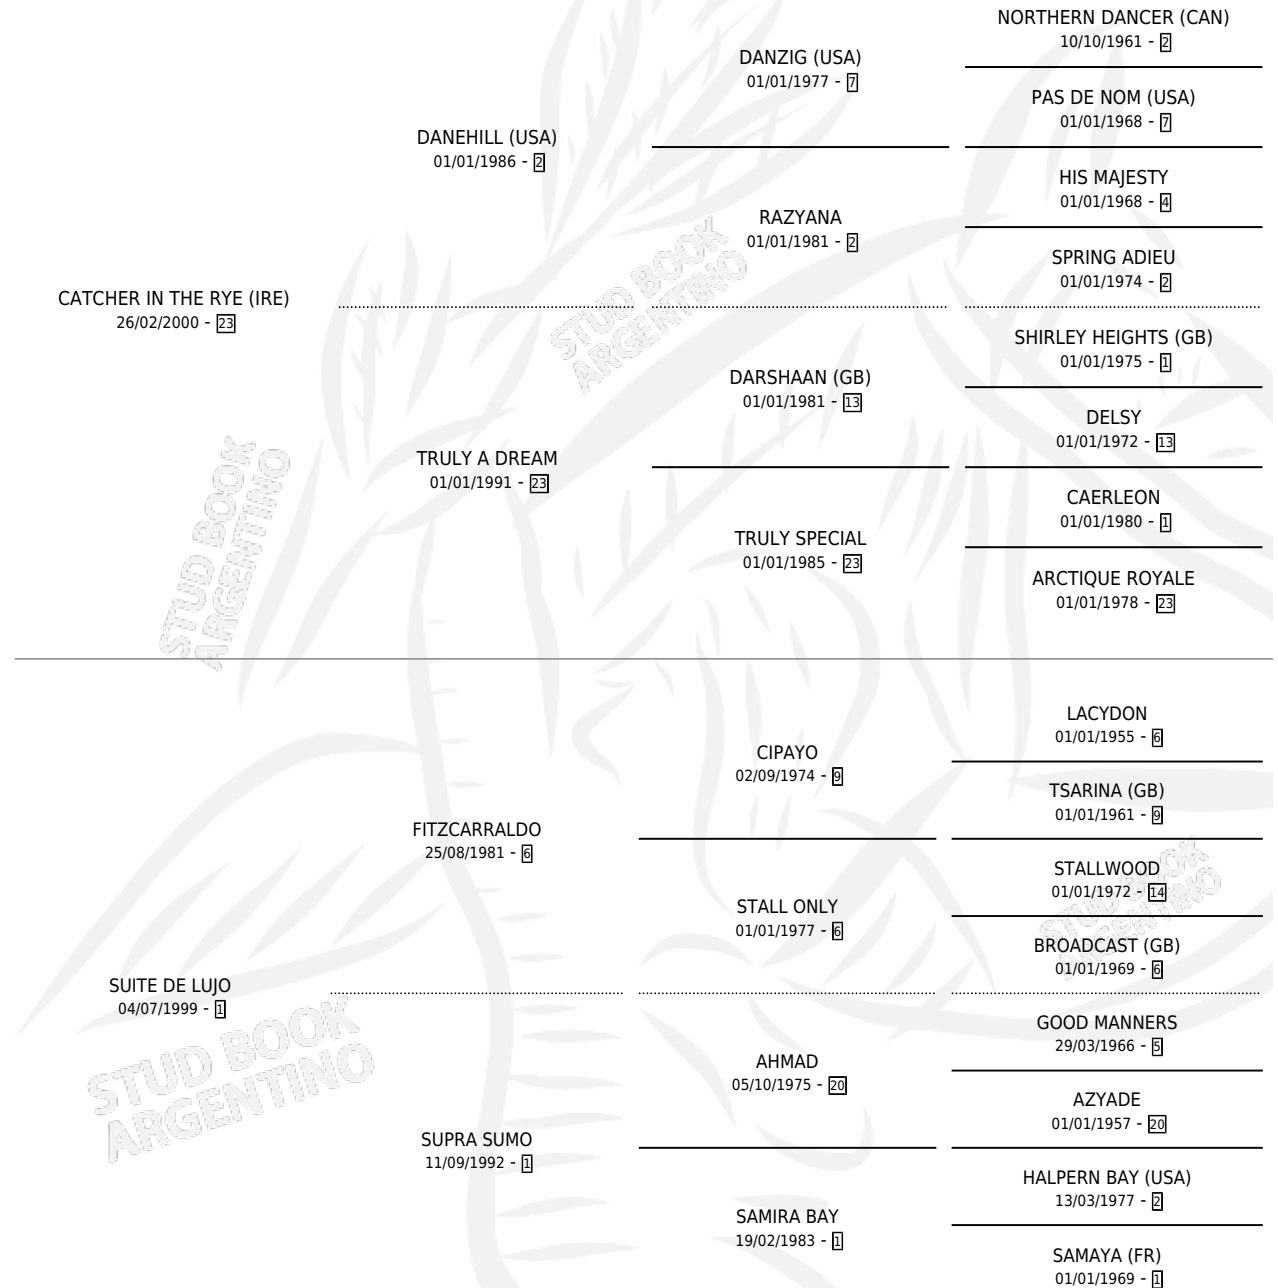 NORTHERN DANCER (CAN)
10/10/1961 - 2
DANZIG (USA)
01/01/1977 - 7
PAS DE NOM (USA)
01/01/1968 - 7
DANEHILL (USA)
01/01/1986 - 2
HIS MAJESTY
01/01/1968 - 4
RAZYANA
01/01/1981 - 2
SPRING ADIEU
01/01/1974 - 2
CATCHER IN THE RYE (IRE)
26/02/2000 - 23
SHIRLEY HEIGHTS (GB)
01/01/1975 - 1
DARSHAAN (GB)
01/01/1981 - 13
DELSY
01/01/1972 - 13
TRULY A DREAM
01/01/1991 - 23
CAERLEON
01/01/1980 - 1
TRULY SPECIAL
01/01/1985 - 23
ARCTIQUE ROYALE
01/01/1978 - 23
LACYDON
01/01/1955 - 6
CIPAYO
02/09/1974 - 9
TSARINA (GB)
01/01/1961 - 9
FITZCARRALDO
25/08/1981 - 6
STALLWOOD
01/01/1972 - 14
STALL ONLY
01/01/1977 - 6
BROADCAST (GB)
01/01/1969 - 6
SUITE DE LUJO
04/07/1999 - 1
GOOD MANNERS
29/03/1966 - 5
AHMAD
05/10/1975 - 20
AZYADE
01/01/1957 - 20
SUPRA SUMO
11/09/1992 - 1
HALPERN BAY (USA)
13/03/1977 - 2
SAMIRA BAY
19/02/1983 - 1
SAMAYA (FR)
01/01/1969 - 1
STUD BOOK
ARGENTINO
STUD BOOK
ARGENTINO
STUD BOOK
ARGENTINO
STUD BOOK
ARGENTINO